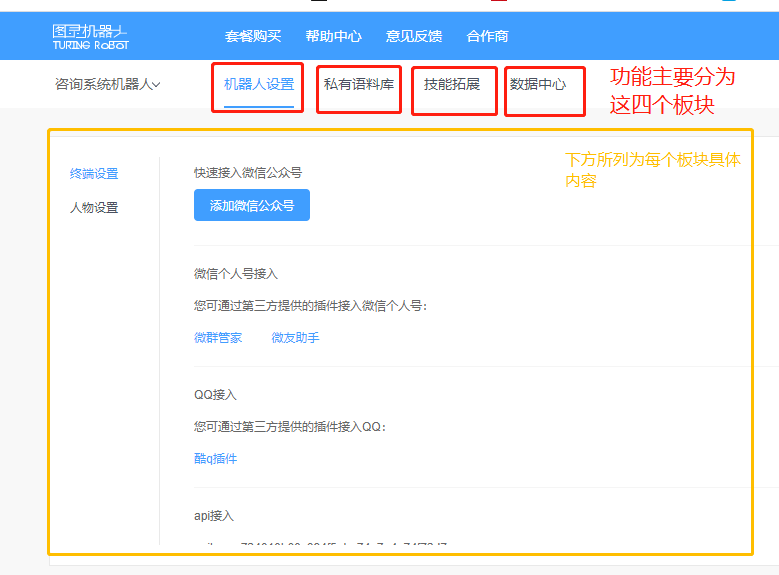 图灵机器人
TURING ROBOT
套餐购买 帮助中心 意见反馈 合作商
咨询系统机器人
机器人设置 私有语料库 技能拓展 数据中心
功能主要分为
这四个板块
下方所列为每个板块具体
内容
终端设置
人物设置
快速接入微信公众号
添加微信公众号
微信个人号接入
您可通过第三方提供的插件接入微信个人号：
微群管家 微友助手
QQ接入
您可通过第三方提供的插件接入QQ：
酷q插件
api接入